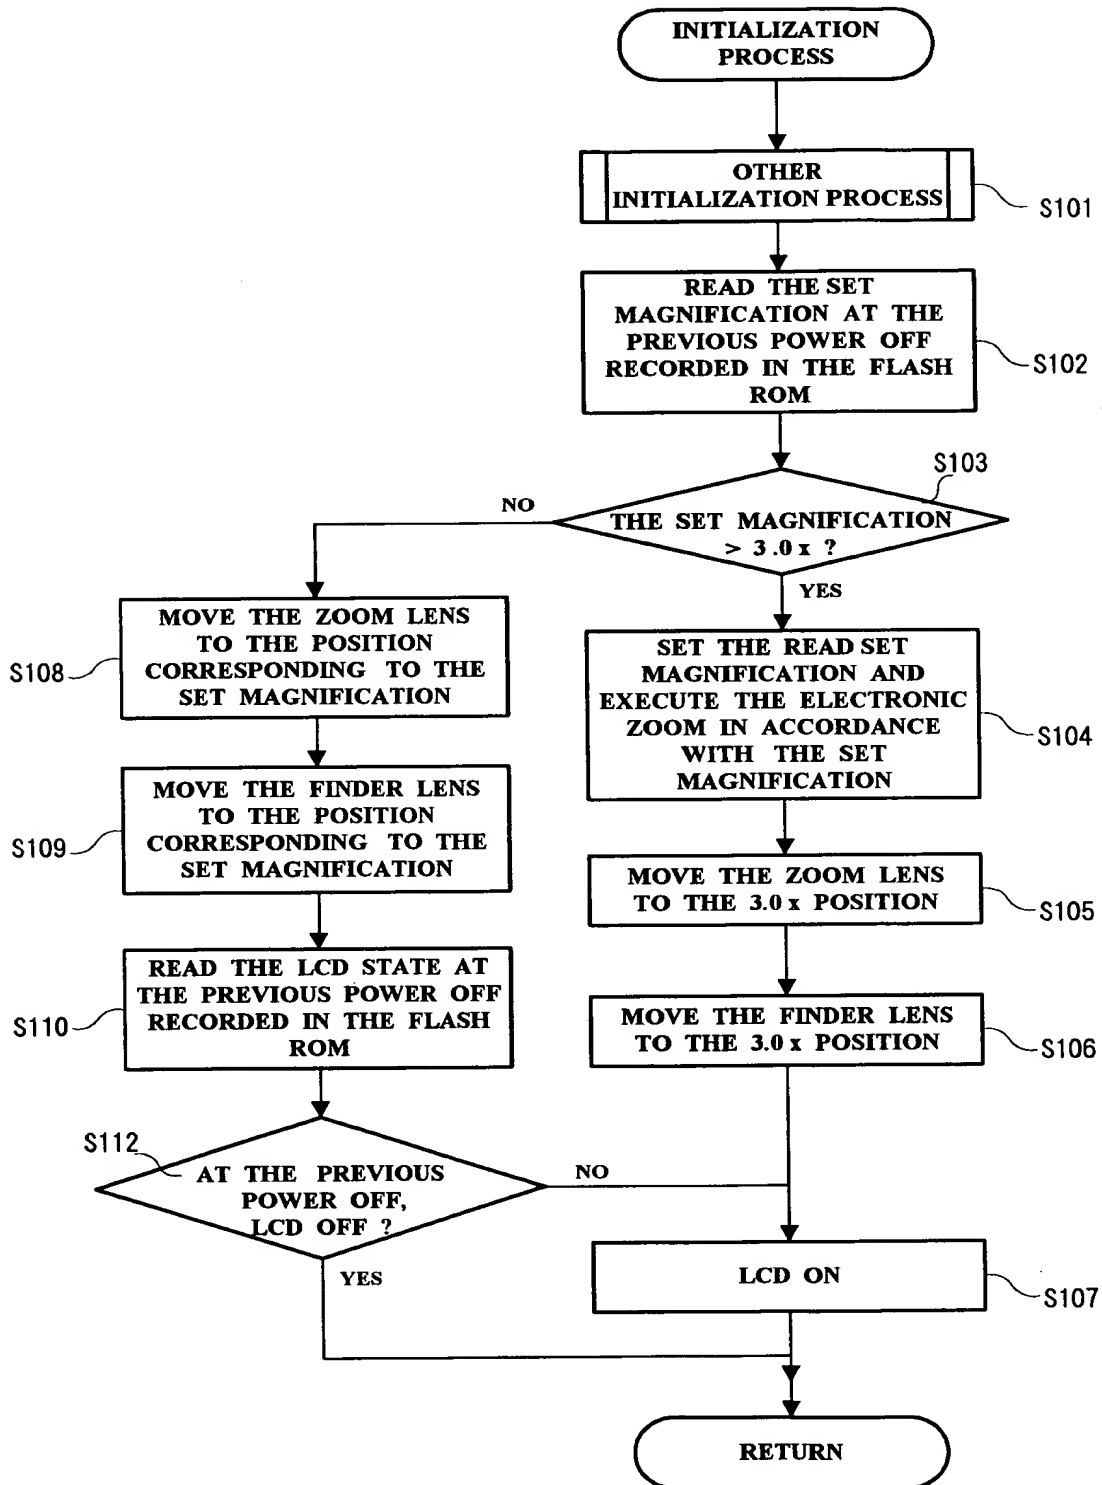 INITIALIZATION
PROCESS
OTHER
INITIALIZATION PROCESS
S101
READ THE SET
MAGNIFICATION AT THE
PREVIOUS POWER OFF
RECORDED IN THE FLASH
ROM
S102
S103
THE SET MAGNIFICATION
> 3.0 x ?
NO
YES
MOVE THE ZOOM LENS
TO THE POSITION
CORRESPONDING TO THE
SET MAGNIFICATION
S108
SET THE READ SET
MAGNIFICATION AND
EXECUTE THE ELECTRONIC
ZOOM IN ACCORDANCE
WITH THE SET
MAGNIFICATION
S104
MOVE THE FINDER LENS
TO THE POSITION
CORRESPONDING TO THE
SET MAGNIFICATION
S109
MOVE THE ZOOM LENS
TO THE 3.0 x POSITION
S105
READ THE LCD STATE AT
THE PREVIOUS POWER OFF
RECORDED IN THE FLASH
ROM
S110
MOVE THE FINDER LENS
TO THE 3.0 x POSITION
S106
S112
AT THE PREVIOUS
POWER OFF,
LCD OFF ?
NO
YES
LCD ON
S107
RETURN